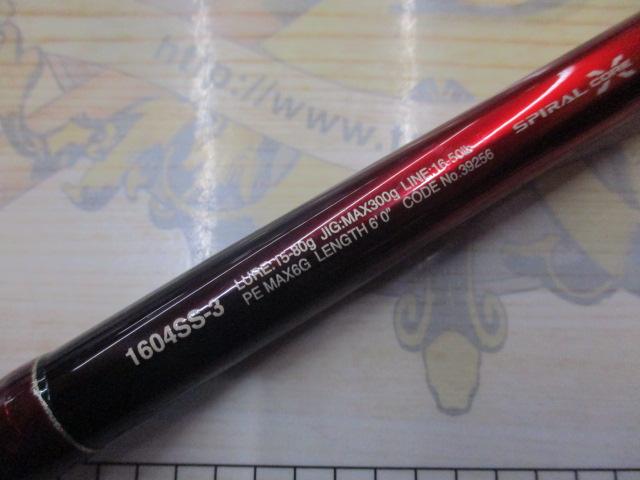 http://www.t
SPIRAL CORE X
1604SS-3
LURE:15-80g JIG:MAX300g LINE:16-50lb
PE MAX6G LENGTH 6'0" CODE No.39256